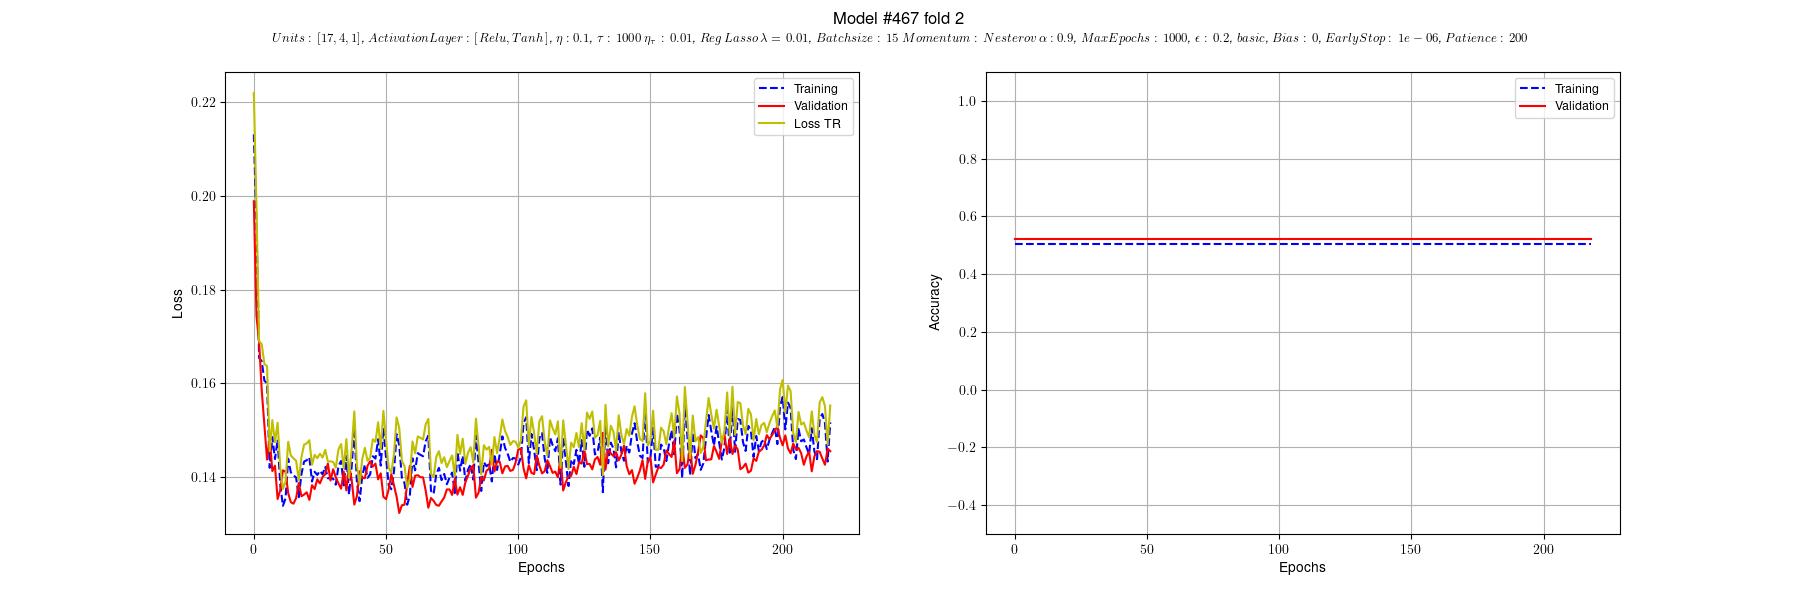 Model #467 fold 2
Units : [17, 4, 1], ActivationLayer : [Relu, Tanh], η : 0.1, τ : 1000 ητ : 0.01, Reg Lasso λ = 0.01, Batchsize : 15 Momentum : Nesterov α : 0.9, MaxEpochs : 1000, ϵ : 0.2, basic, Bias : 0, EarlyStop : 1e − 06, Patience : 200
Loss
0.22
0.20
0.18
0.16
0.14
Training
Validation
Loss TR
0 50 100 150 200
Epochs
Accuracy
1.0
0.8
0.6
0.4
0.2
0.0
−0.2
−0.4
Training
Validation
0 50 100 150 200
Epochs